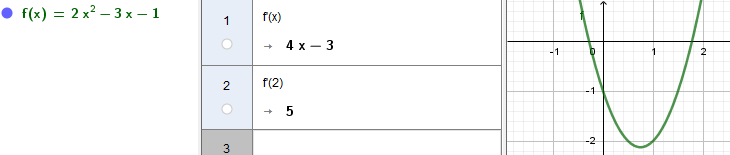 f(x) = 2 x² − 3 x − 1
1
f'(x)
→ 4 x − 3
2
f'(2)
→ 5
3
f
-1
0
1
2
-1
-2